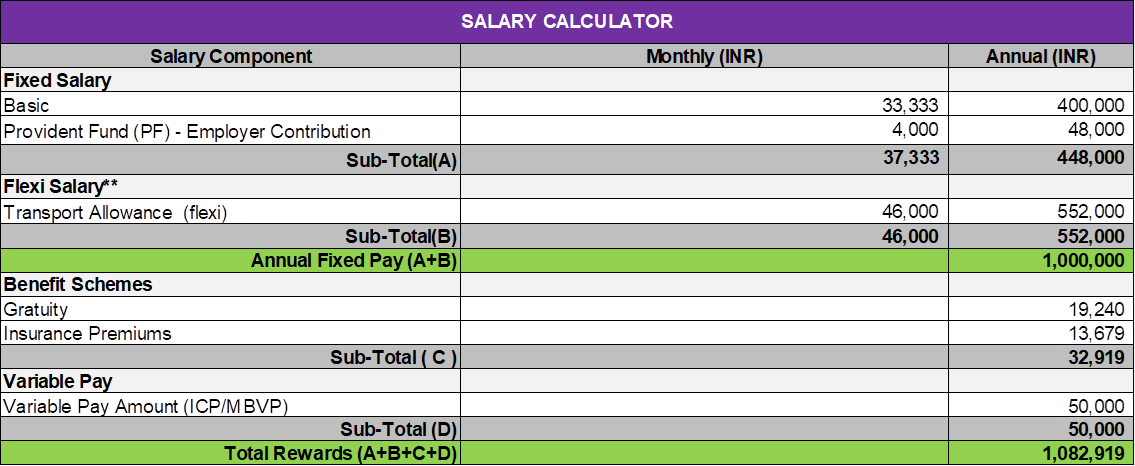 SALARY CALCULATOR
Salary Component Monthly (INR) Annual (INR)
Fixed Salary
Basic 33,333 400,000
Provident Fund (PF) - Employer Contribution 4,000 48,000
Sub-Total(A) 37,333 448,000
Flexi Salary**
Transport Allowance (flexi) 46,000 552,000
Sub-Total(B) 46,000 552,000
Annual Fixed Pay (A+B) 1,000,000
Benefit Schemes
Gratuity 19,240
Insurance Premiums 13,679
Sub-Total ( C ) 32,919
Variable Pay
Variable Pay Amount (ICP/MBVP) 50,000
Sub-Total (D) 50,000
Total Rewards (A+B+C+D) 1,082,919